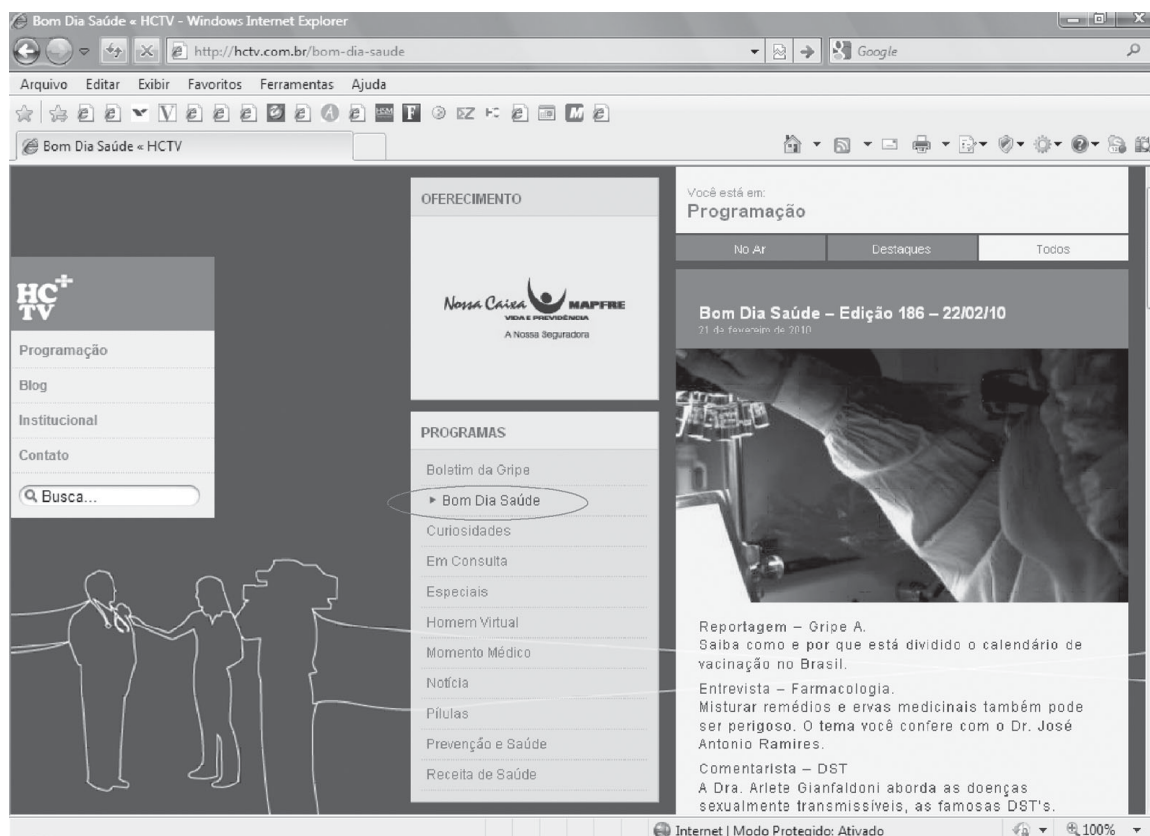 Bom Dia Saúde « HCTV - Windows Internet Explorer
http://hctv.com.br/bom-dia-saude
Google
Arquivo Editar Exibir Favoritos Ferramentas Ajuda
Bom Dia Saúde « HCTV
HC+
TV
Programação
Blog
Institucional
Contato
Busca...
OFERECIMENTO
Nossa Caixa MAPFRE
VIDA E PREVIDÊNCIA
A Nossa Seguradora
PROGRAMAS
Boletim da Gripe
Bom Dia Saúde
Curiosidades
Em Consulta
Especiais
Homem Virtual
Momento Médico
Notícia
Pílulas
Prevenção e Saúde
Receita de Saúde
Você está em:
Programação
No Ar Destaques Todos
Bom Dia Saúde – Edição 186 – 22/02/10
21 de fevereiro de 2010
Reportagem – Gripe A.
Saiba como e por que está dividido o calendário de
vacinação no Brasil.
Entrevista – Farmacologia.
Misturar remédios e ervas medicinais também pode
ser perigoso. O tema você confere com o Dr. José
Antonio Ramires.
Comentarista – DST
A Dra. Arlete Gianfaldoni aborda as doenças
sexualmente transmissíveis, as famosas DST's.
Internet | Modo Protegido: Ativado
100%